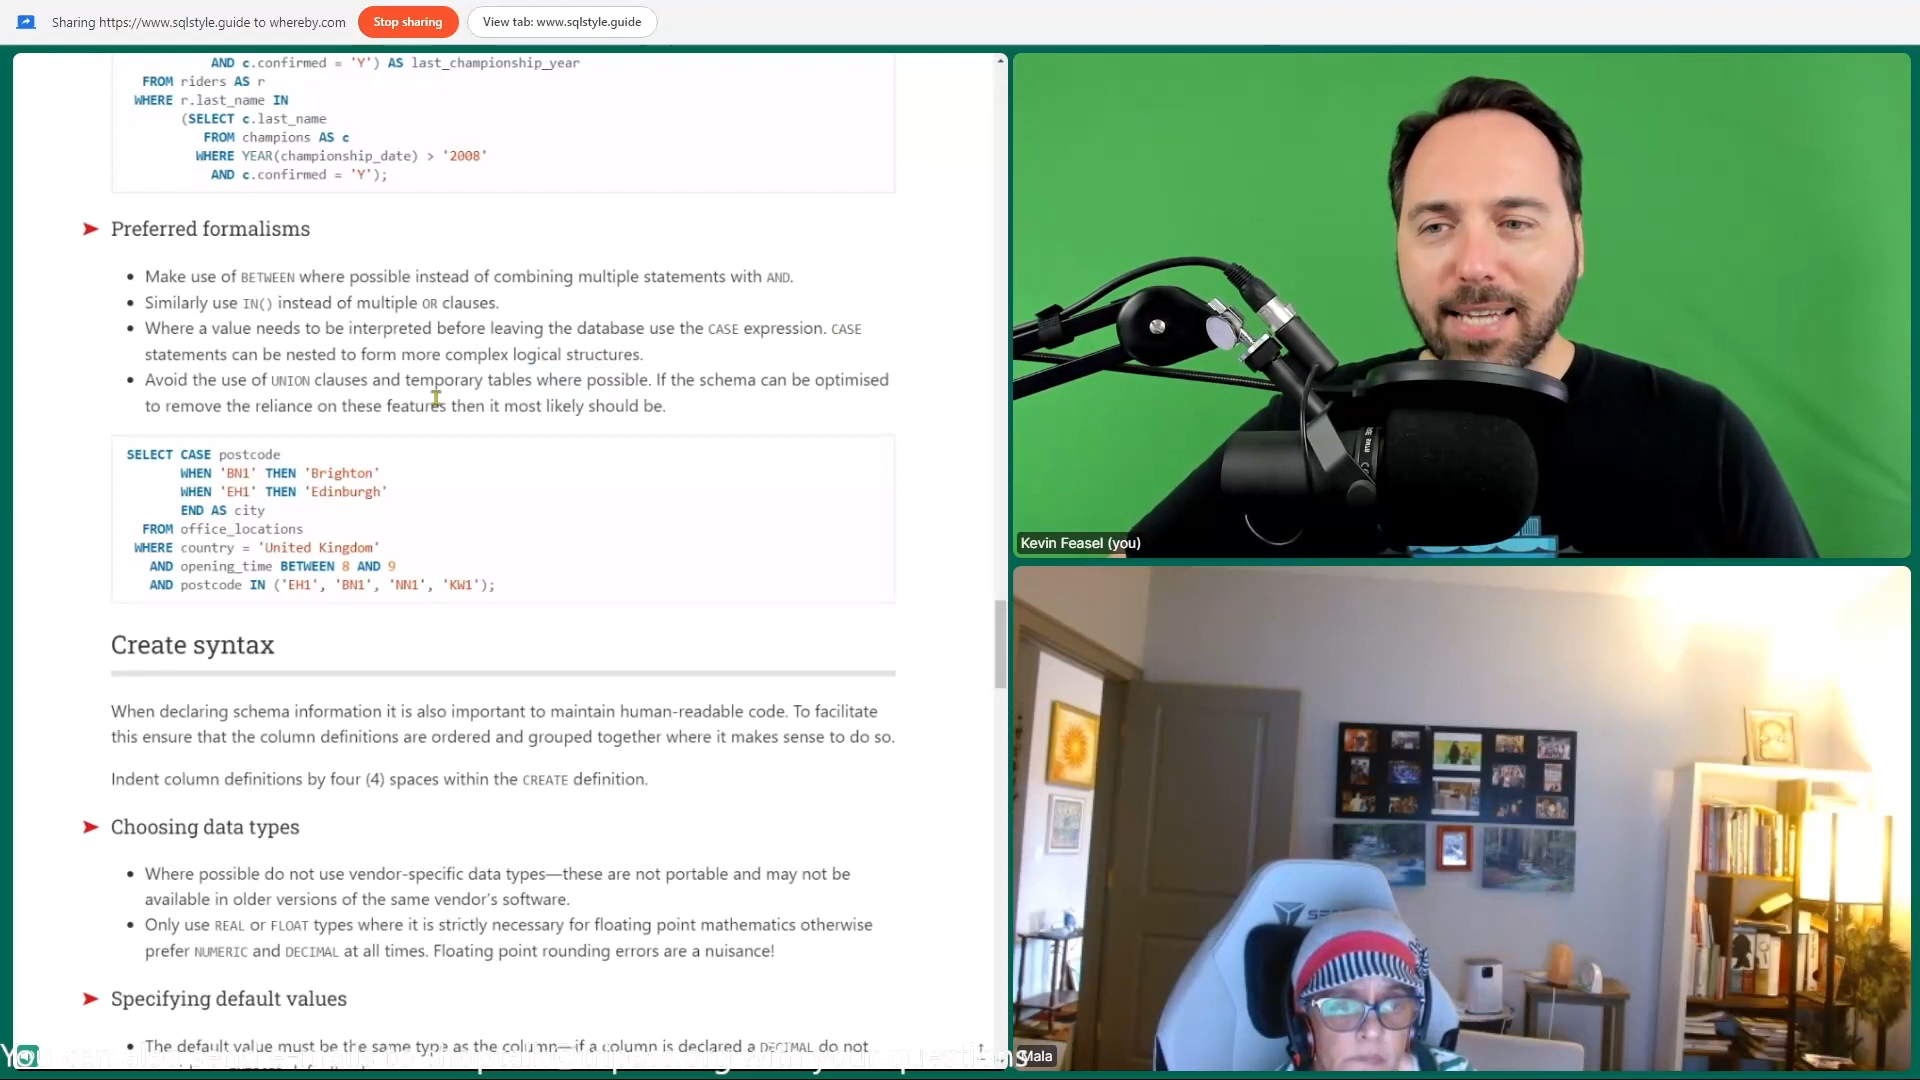 Sharing https://www.sqlstyle.guide to whereby.com
Stop sharing
View tab: www.sqlstyle.guide
AND c.confirmed = 'Y') AS last_championship_year
FROM riders AS r
WHERE r.last_name IN
(SELECT c.last_name
FROM champions AS c
WHERE YEAR(championship_date) > '2008'
AND c.confirmed = 'Y');
Preferred formalisms
Make use of BETWEEN where possible instead of combining multiple statements with AND.
Similarly use IN() instead of multiple OR clauses.
Where a value needs to be interpreted before leaving the database use the CASE expression. CASE
statements can be nested to form more complex logical structures.
Avoid the use of UNION clauses and temporary tables where possible. If the schema can be optimised
to remove the reliance on these features then it most likely should be.
SELECT CASE postcode
WHEN 'BN1' THEN 'Brighton'
WHEN 'EH1' THEN 'Edinburgh'
END AS city
FROM office_locations
WHERE country = 'United Kingdom'
AND opening_time BETWEEN 8 AND 9
AND postcode IN ('EH1', 'BN1', 'NN1', 'KW1');
Create syntax
When declaring schema information it is also important to maintain human-readable code. To facilitate
this ensure that the column definitions are ordered and grouped together where it makes sense to do so.
Indent column definitions by four (4) spaces within the CREATE definition.
Choosing data types
Where possible do not use vendor-specific data types—these are not portable and may not be
available in older versions of the same vendor's software.
Only use REAL or FLOAT types where it is strictly necessary for floating point mathematics otherwise
prefer NUMERIC and DECIMAL at all times. Floating point rounding errors are a nuisance!
Specifying default values
The default value must be the same type as the column—if a column is declared a DECIMAL do not
You can also send e-mails to with your questions
Kevin Feasel (you)
Mala